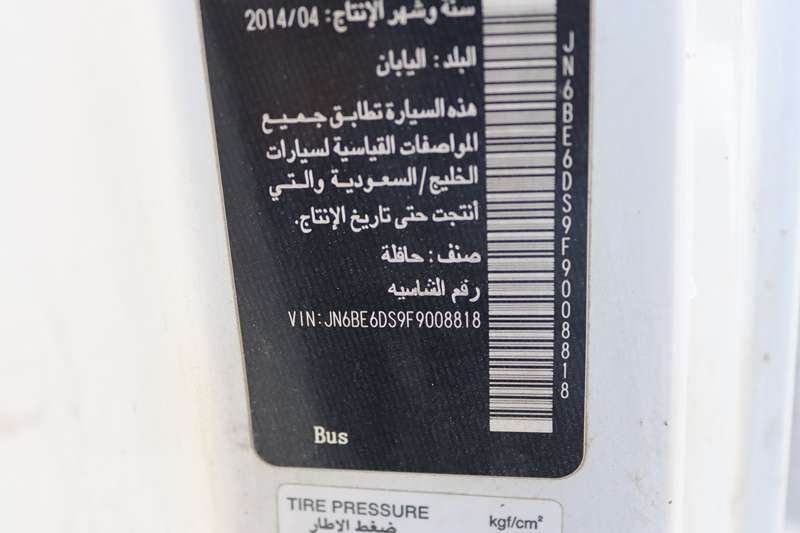 سنة وشهر الإنتاج: 2014/04
البلد: اليابان
هذه السيارة تطابق جميع
المواصفات القياسية لسيارات
الخليج/السعودية والتي
أنتجت حتى تاريخ الإنتاج.
صنف: حافلة
رقم الشاسيه
VIN:JN6BE6DS9F9008818
Bus
JN6BE6DS9F9008818
TIRE PRESSURE
kgf/cm²
ضغط الإطار